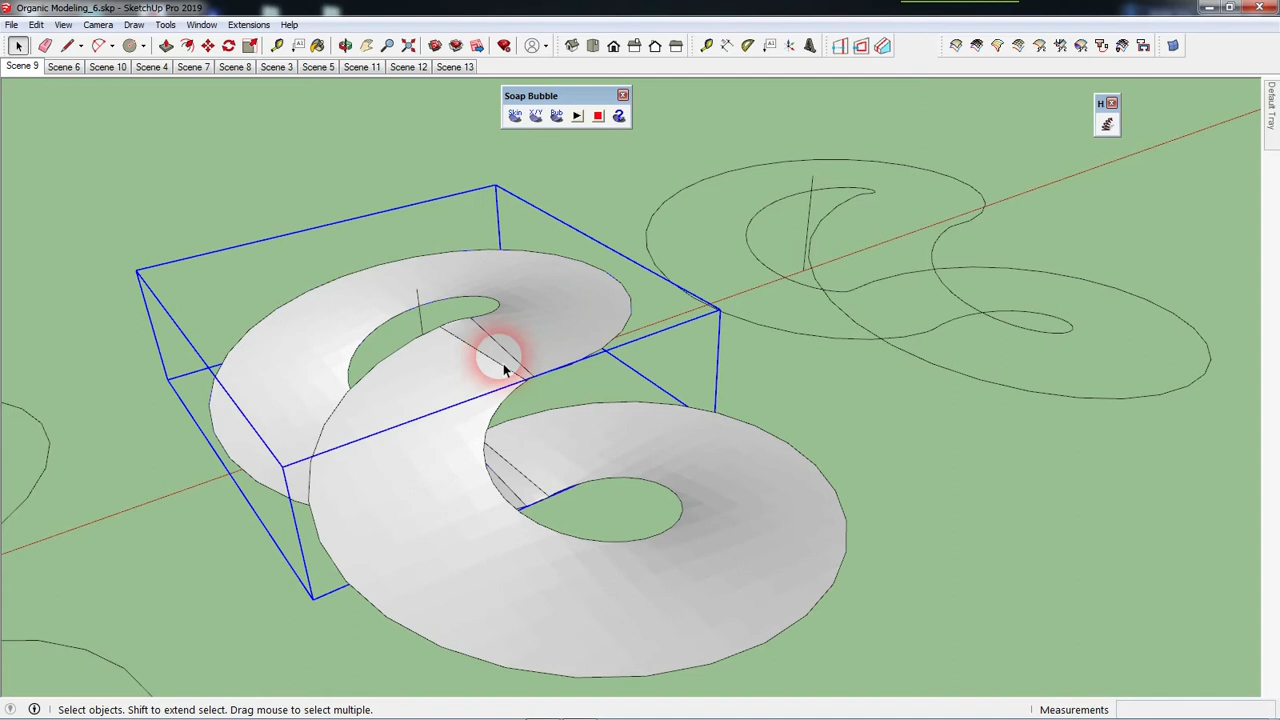 Organic Modeling_6.skp - SketchUp Pro 2019
File Edit View Camera Draw Tools Window Extensions Help
Scene 9 Scene 6 Scene 10 Scene 4 Scene 7 Scene 8 Scene 3 Scene 5 Scene 11 Scene 12 Scene 13
Soap Bubble
Skin X/Y Bub
H
Default Tray
Select objects. Shift to extend select. Drag mouse to select multiple.
Measurements